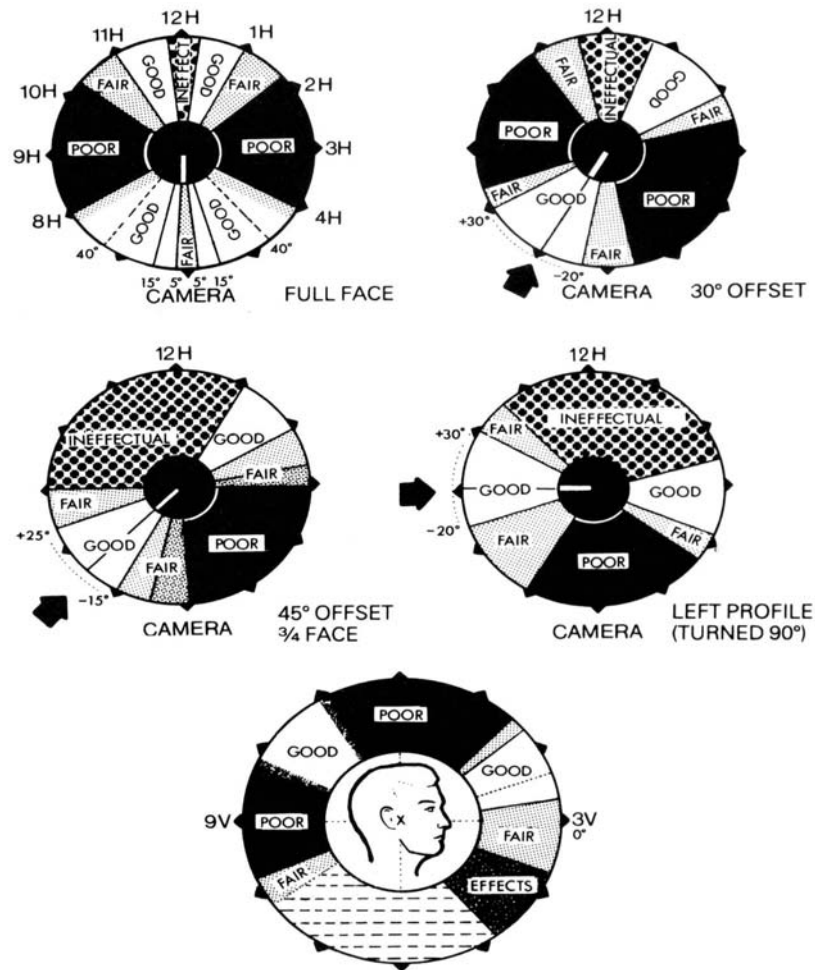 12H
11H
1H
GOOD
INEFFECT
GOOD
FAIR
FAIR
10H
2H
POOR
POOR
9H
3H
8H
4H
GOOD
FAIR
GOOD
40°
40°
15° 5° 5° 15°
CAMERA
FULL FACE
12H
INEFFECTUAL
GOOD
FAIR
FAIR
POOR
FAIR
GOOD
POOR
+30°
FAIR
-20°
CAMERA
30° OFFSET
12H
INEFFECTUAL
GOOD
FAIR
FAIR
+25°
GOOD
FAIR
POOR
-15°
CAMERA
45° OFFSET
¾ FACE
12H
INEFFECTUAL
+30°
FAIR
GOOD
GOOD
-20°
FAIR
FAIR
POOR
CAMERA
LEFT PROFILE
(TURNED 90°)
POOR
GOOD
GOOD
9V
POOR
X
3V
0°
FAIR
FAIR
EFFECTS